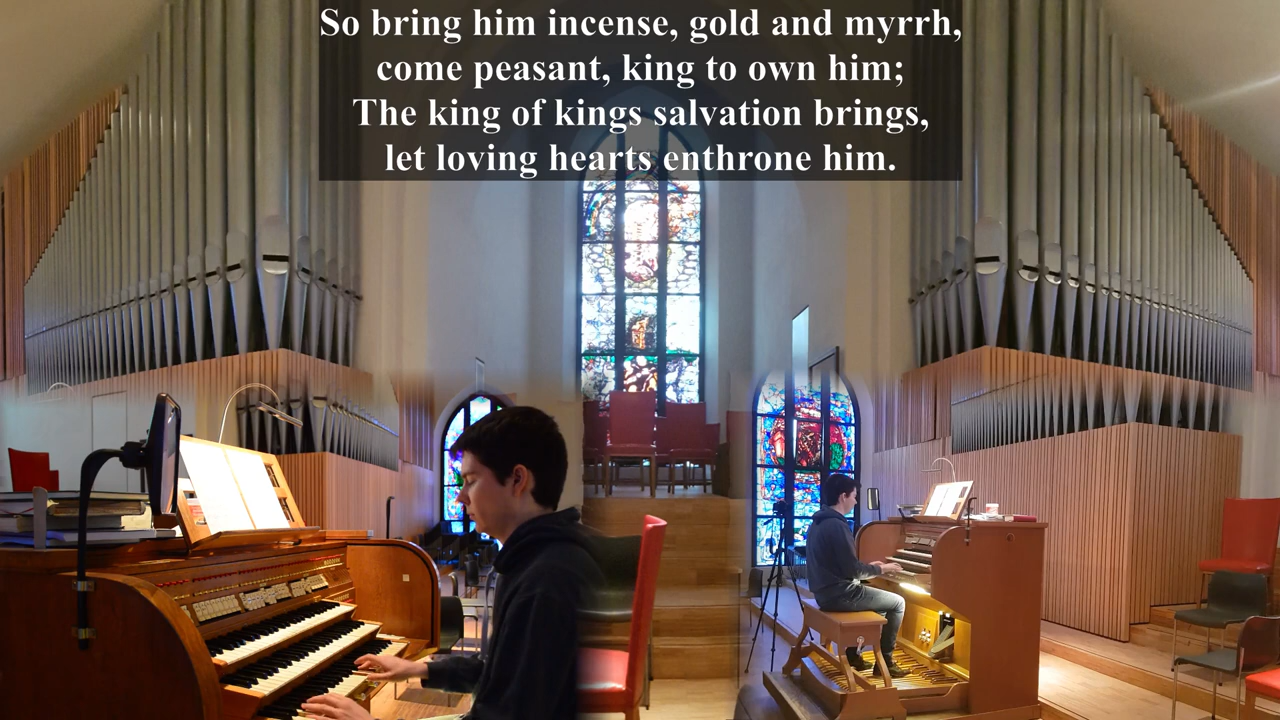 So bring him incense, gold and myrrh,
come peasant, king to own him;
The king of kings salvation brings,
let loving hearts enthrone him.